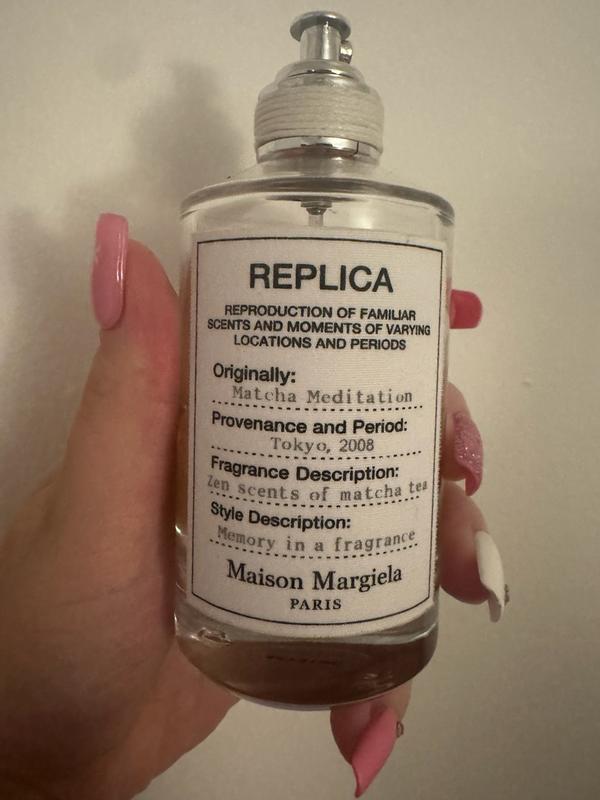 REPLICA
REPRODUCTION OF FAMILIAR
SCENTS AND MOMENTS OF VARYING
LOCATIONS AND PERIODS
Originally:
Matcha Meditation
Provenance and Period:
Tokyo, 2008
Fragrance Description:
Zen scents of matcha tea
Style Description:
Memory in a fragrance
Maison Margiela
PARIS